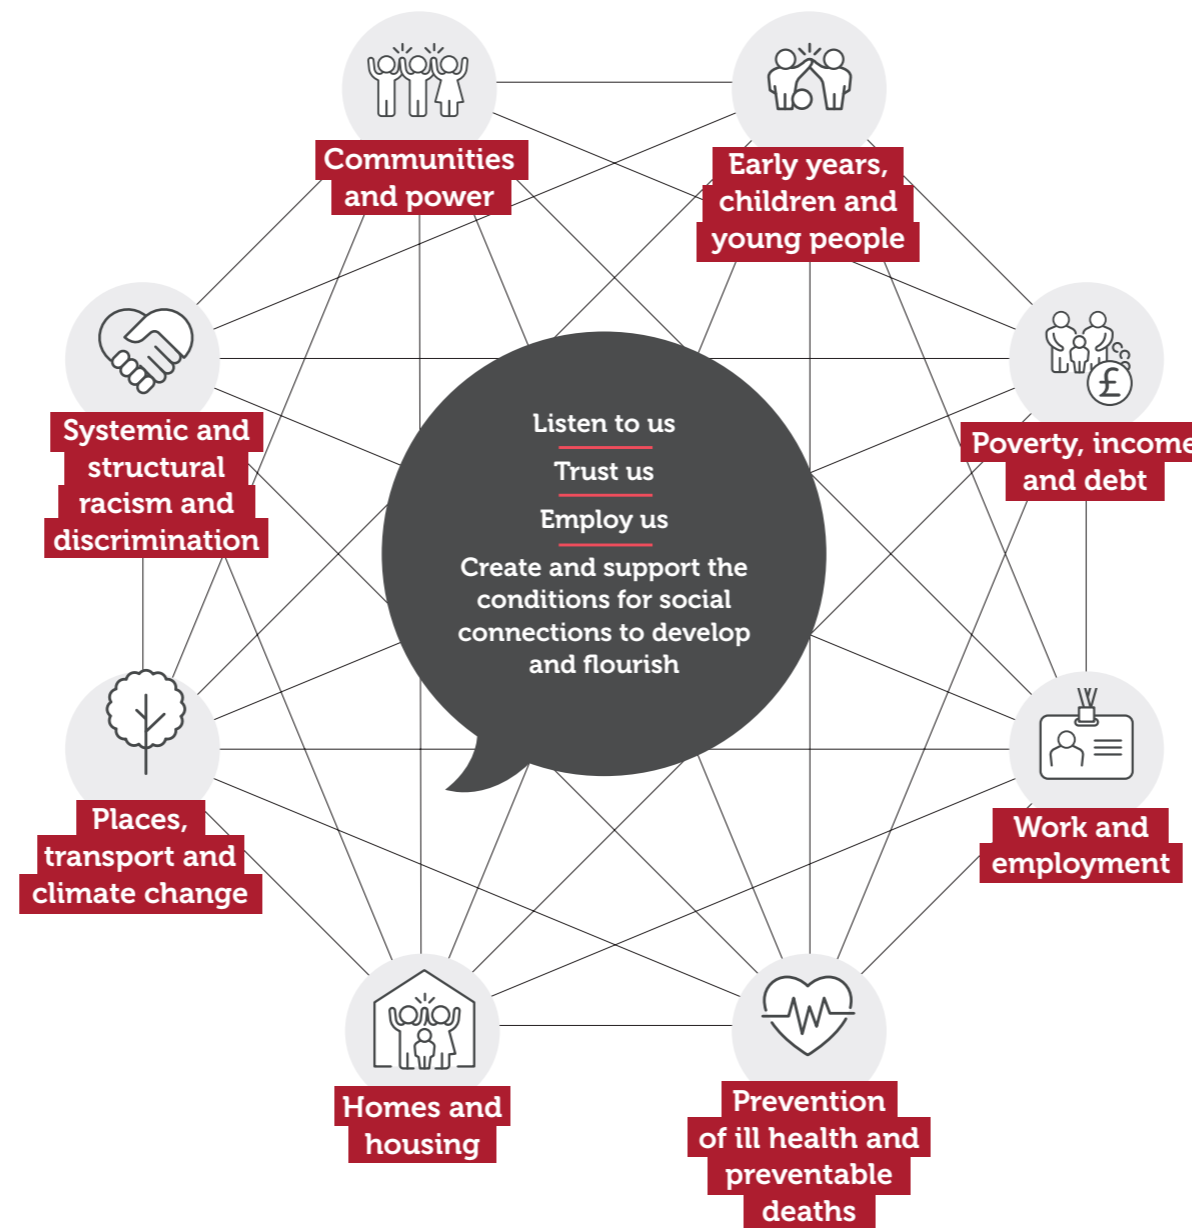 Communities
and power
Early years,
children and
young people
Systemic and
structural
racism and
discrimination
Listen to us
Trust us
Employ us
Create and support the
conditions for social
connections to develop
and flourish
£
Poverty, income
and debt
Places,
transport and
climate change
Work and
employment
Homes and
housing
Prevention
of ill health and
preventable
deaths